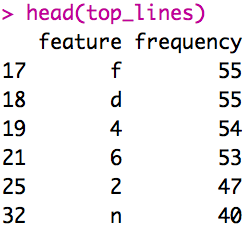 > head(top_lines)
feature frequency
17 f 55
18 d 55
19 4 54
21 6 53
25 2 47
32 n 40